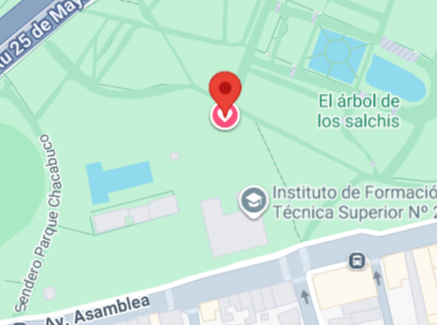 Au 25 de May
El árbol de
los salchis
Sendero Parque Chacabuco
Instituto de Formació
Técnica Superior Nº 2
Av. Asamblea